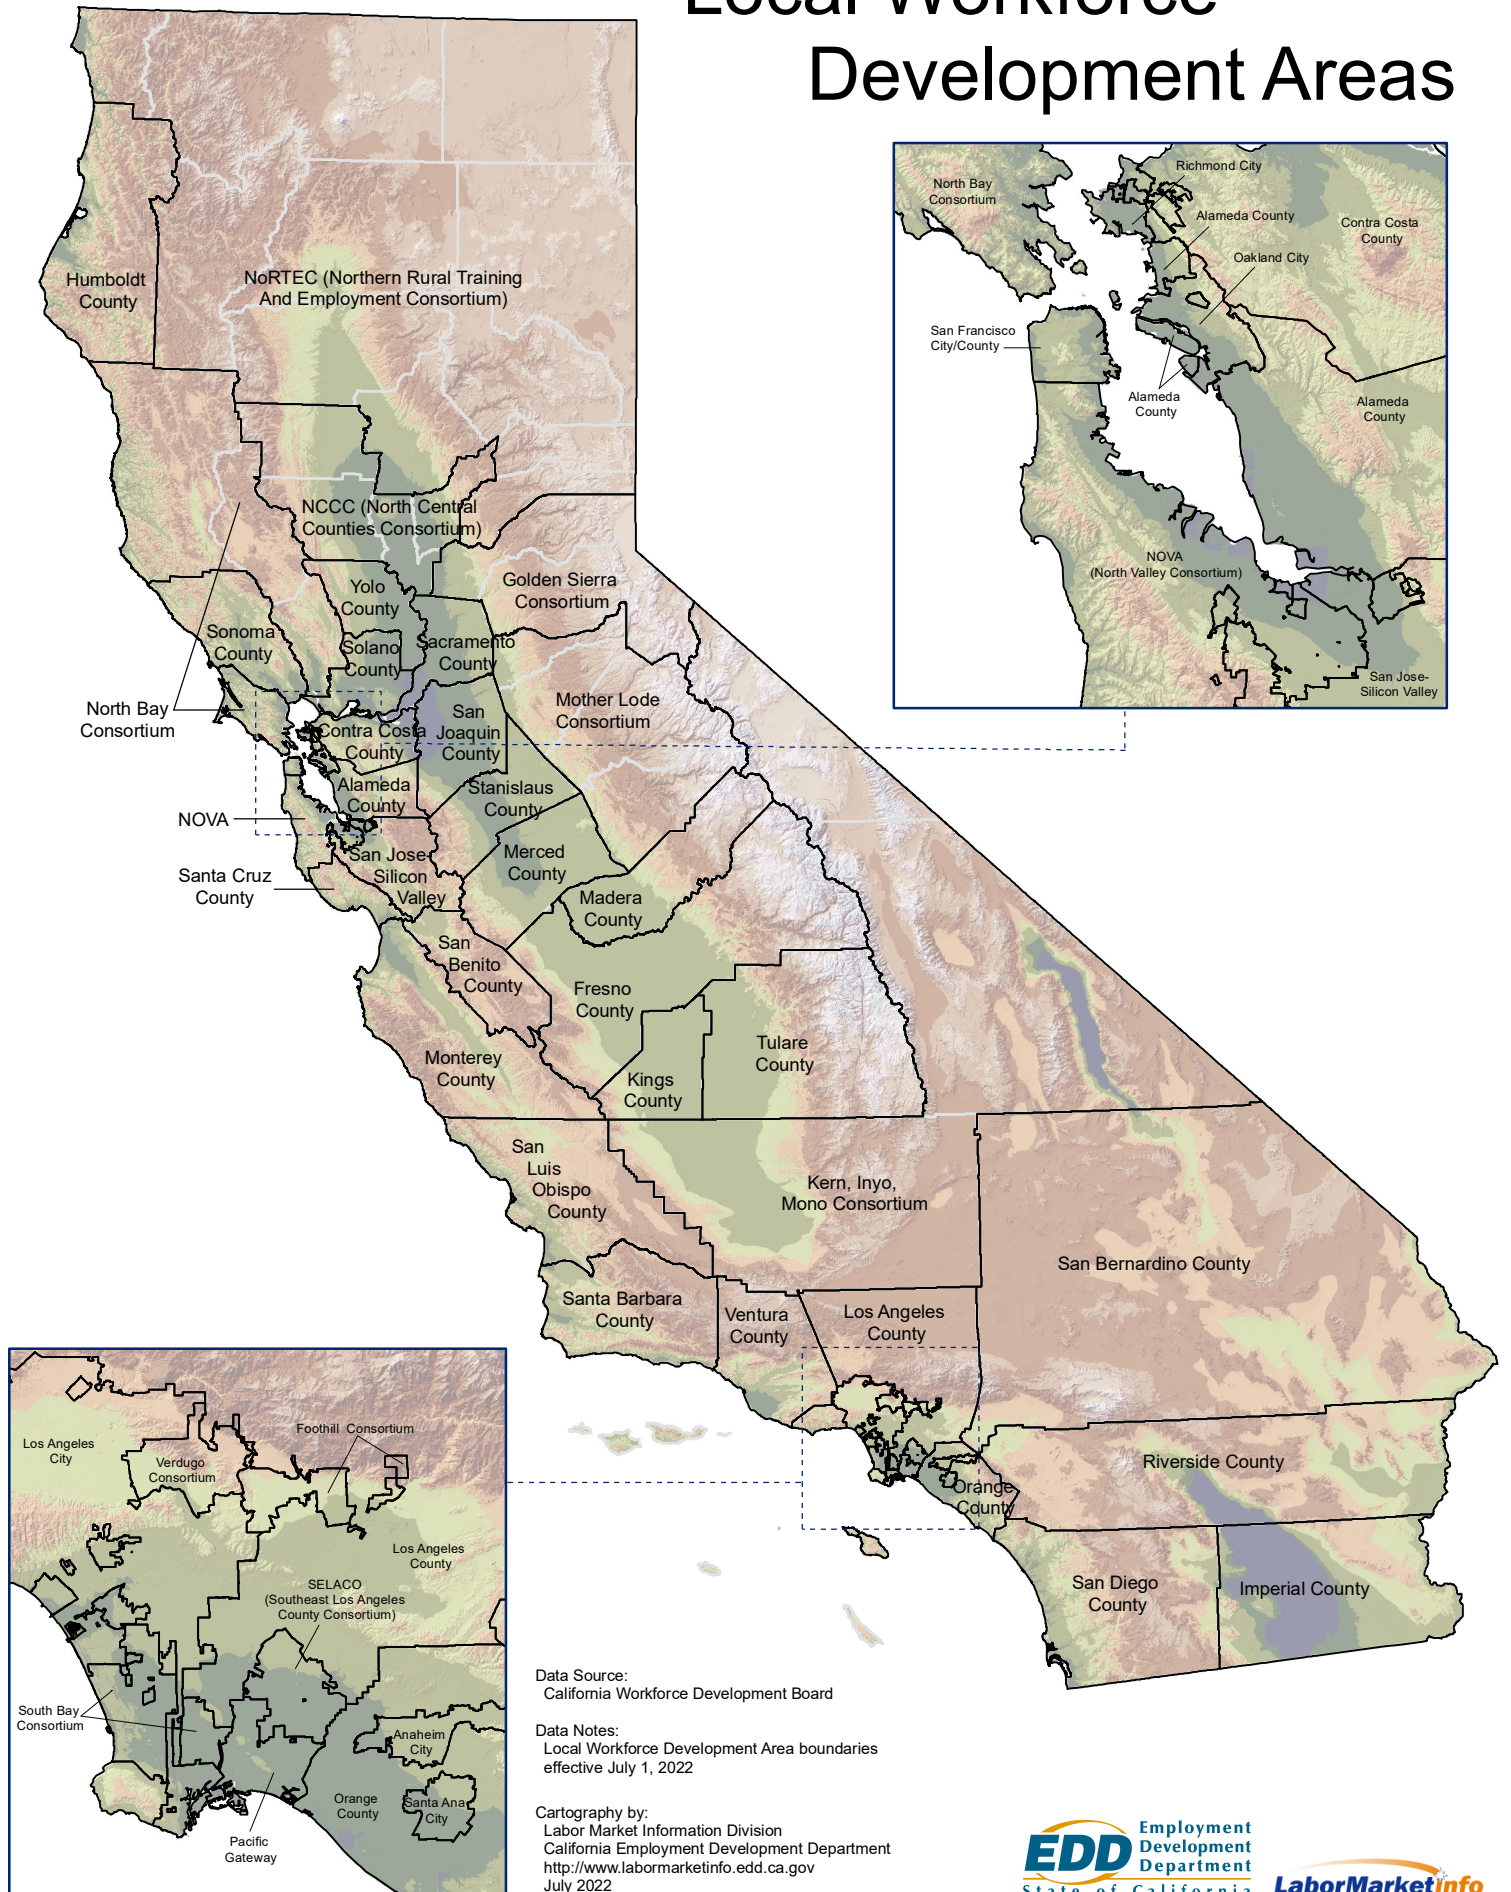 Local Workforce
Development Areas
North Bay
Consortium
Richmond City
Alameda County
Contra Costa
County
Oakland City
San Francisco
City/County
Alameda
County
Alameda
County
NOVA
(North Valley Consortium)
San Jose-
Silicon Valley
Humboldt
County
NoRTEC (Northern Rural Training
And Employment Consortium)
NCCC (North Central
Counties Consortium)
Golden Sierra
Consortium
Yolo
County
Sonoma
County
Solano
County
Sacramento
County
North Bay
Consortium
Mother Lode
Consortium
San
Joaquin
County
Contra Costa
County
Alameda
County
Stanislaus
County
NOVA
San Jose-
Silicon
Valley
Merced
County
Santa Cruz
County
Madera
County
San
Benito
County
Fresno
County
Monterey
County
Kings
County
Tulare
County
San
Luis
Obispo
County
Kern, Inyo,
Mono Consortium
San Bernardino County
Santa Barbara
County
Ventura
County
Los Angeles
County
Orange
County
Riverside County
San Diego
County
Imperial County
Los Angeles
City
Verdugo
Consortium
Foothill Consortium
Los Angeles
County
SELACO
(Southeast Los Angeles
County Consortium)
South Bay
Consortium
Anaheim
City
Orange
County
Santa Ana
City
Pacific
Gateway
Data Source:
California Workforce Development Board
Data Notes:
Local Workforce Development Area boundaries
effective July 1, 2022
Cartography by:
Labor Market Information Division
California Employment Development Department
http://www.labormarketinfo.edd.ca.gov
July 2022
EDD
Employment
Development
Department
State of California
LaborMarketinfo